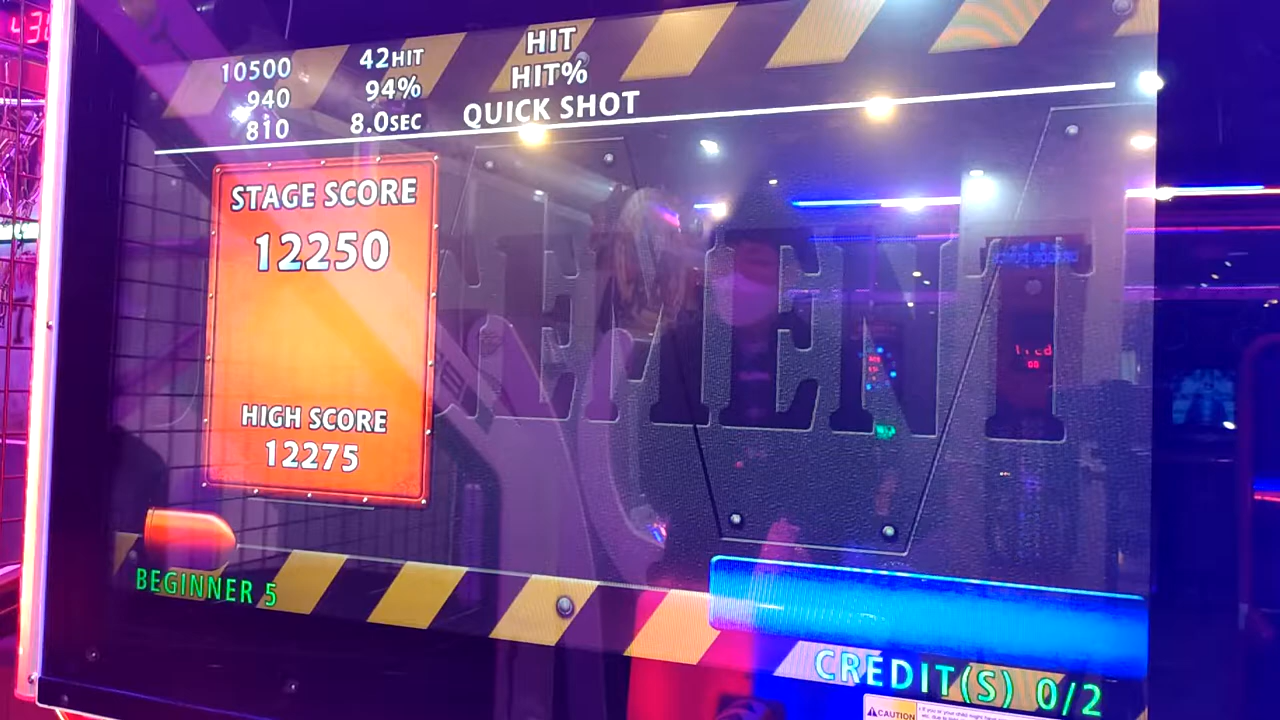 10500 42HIT HIT
940 94% HIT%
810 8.0SEC QUICK SHOT
STAGE SCORE
12250
HIGH SCORE
12275
BEGINNER 5
CREDIT(S) 0/2
CAUTION